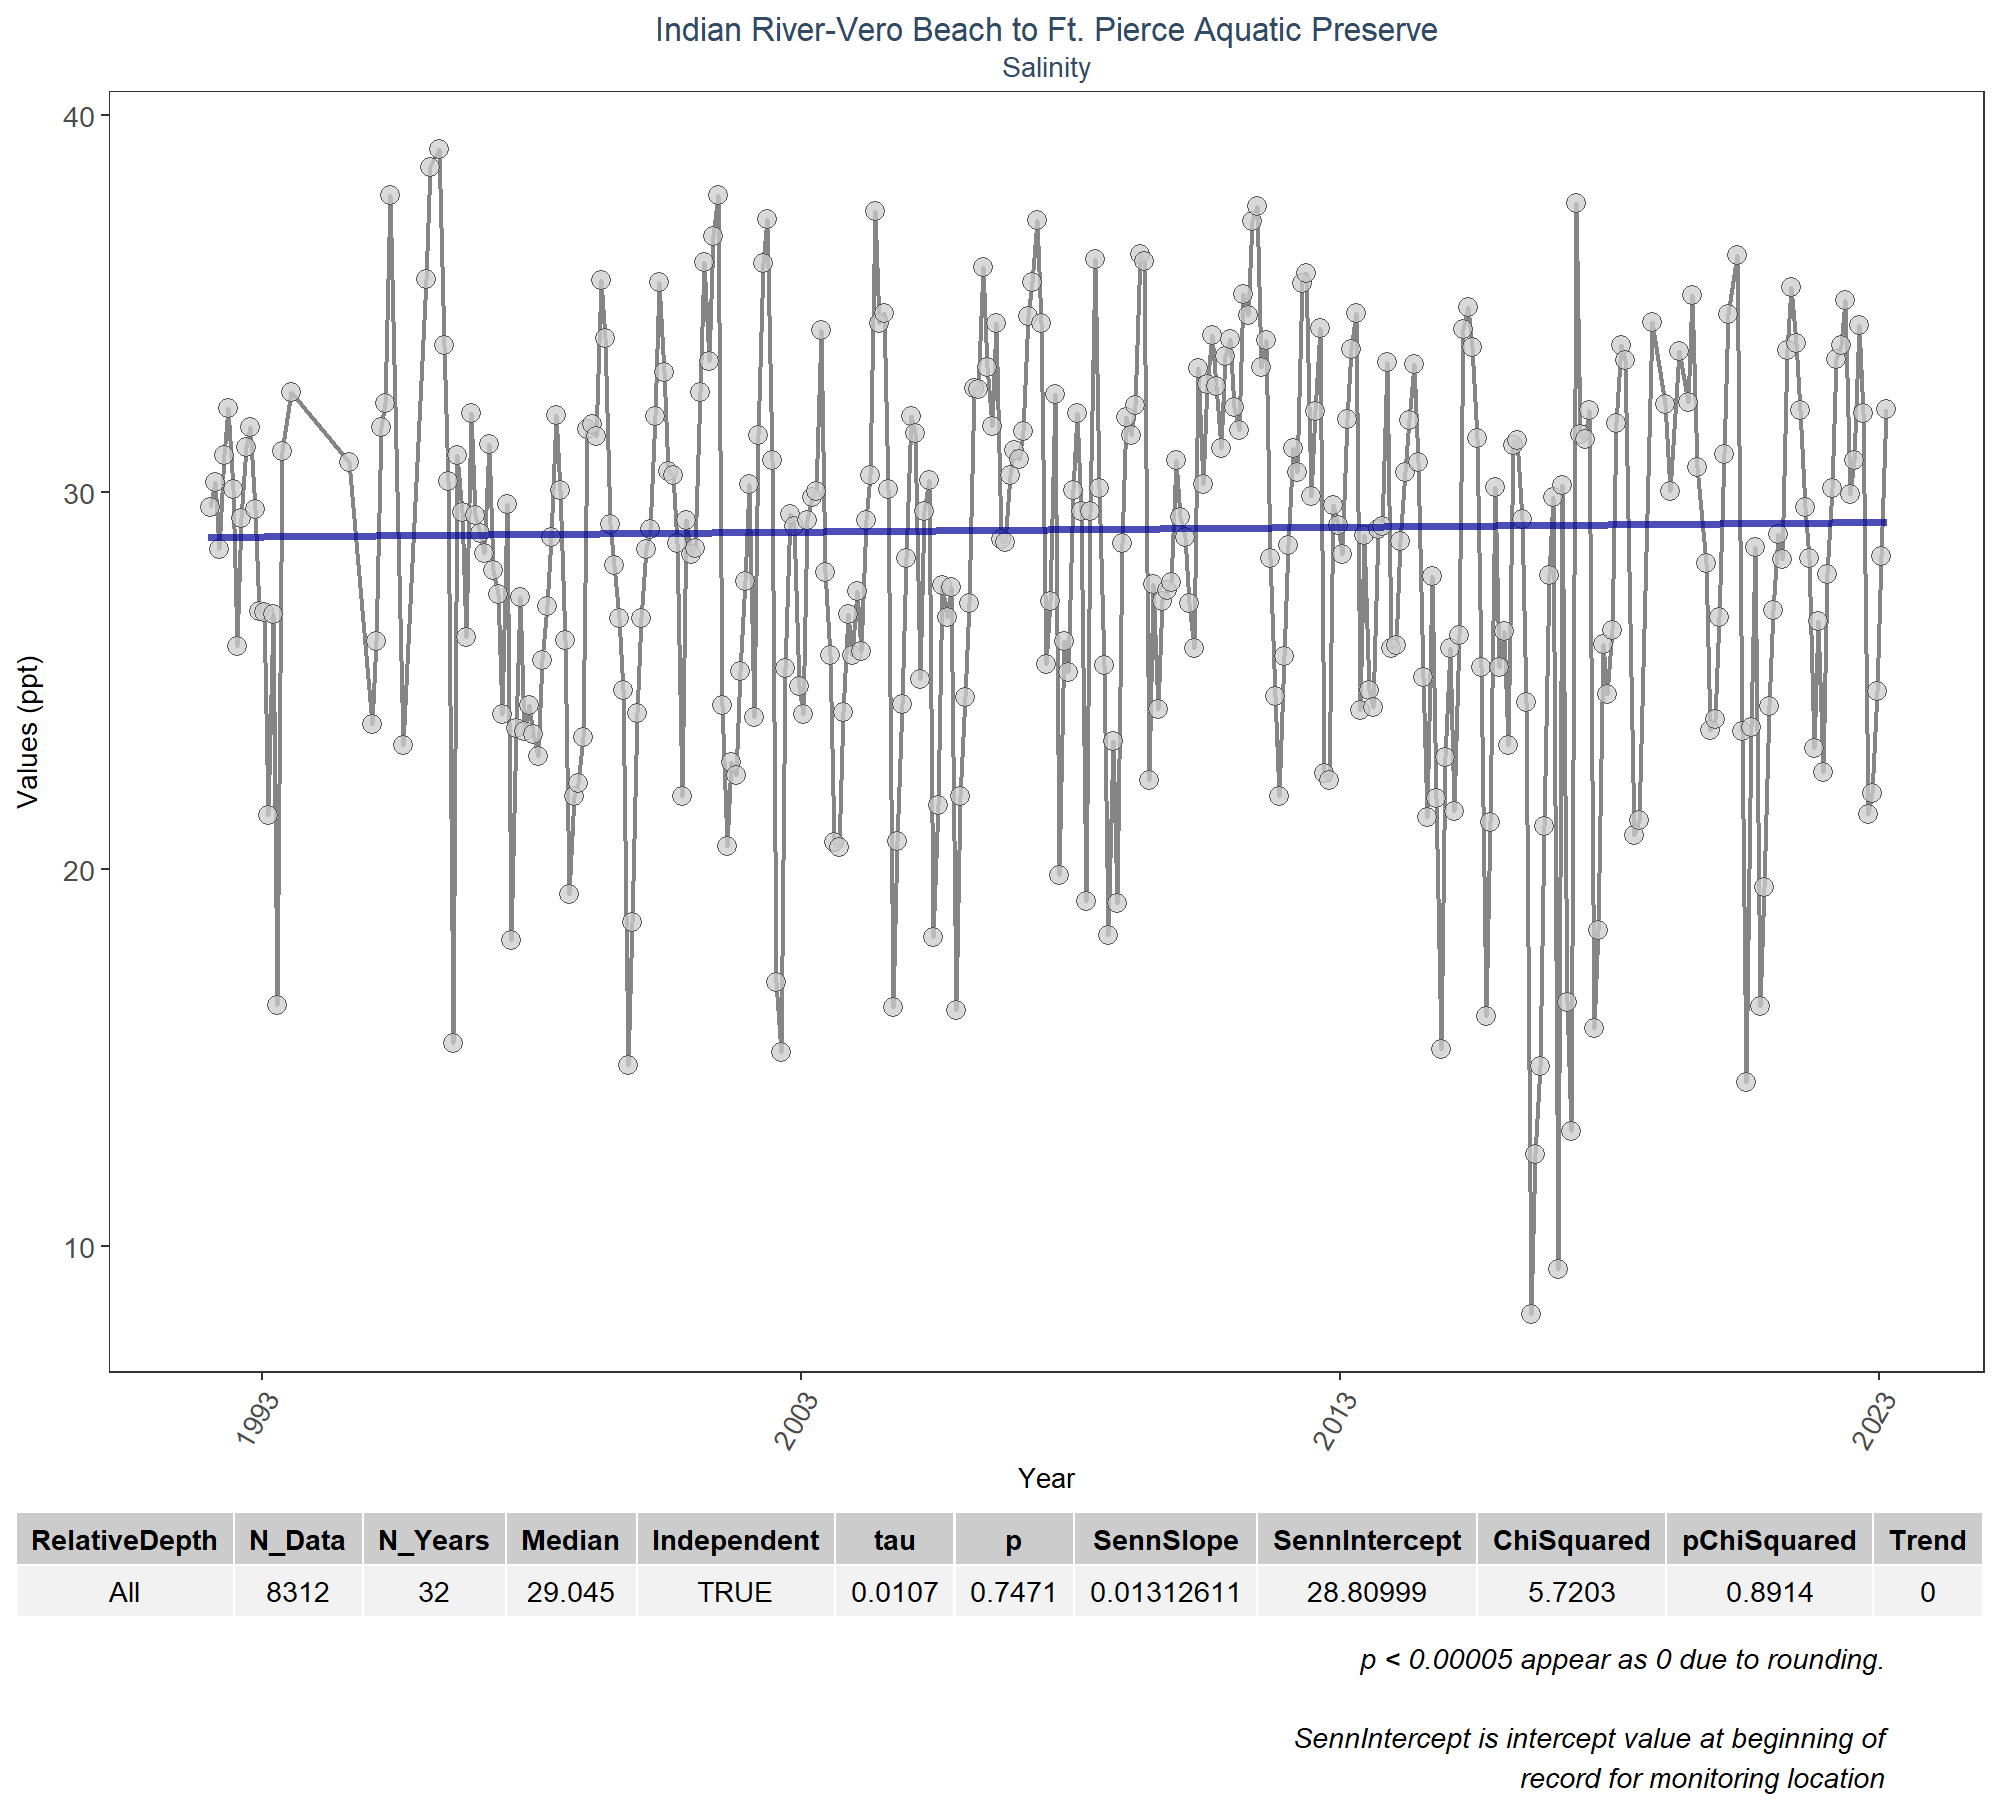 Indian River-Vero Beach to Ft. Pierce Aquatic Preserve
Salinity
40
30
20
10
Values (ppt)
1993
2003
2013
2023
Year
RelativeDepth N_Data N_Years Median Independent tau p SennSlope SennIntercept ChiSquared pChiSquared Trend
All 8312 32 29.045 TRUE 0.0107 0.7471 0.01312611 28.80999 5.7203 0.8914 0
p < 0.00005 appear as 0 due to rounding.
SennIntercept is intercept value at beginning of
record for monitoring location